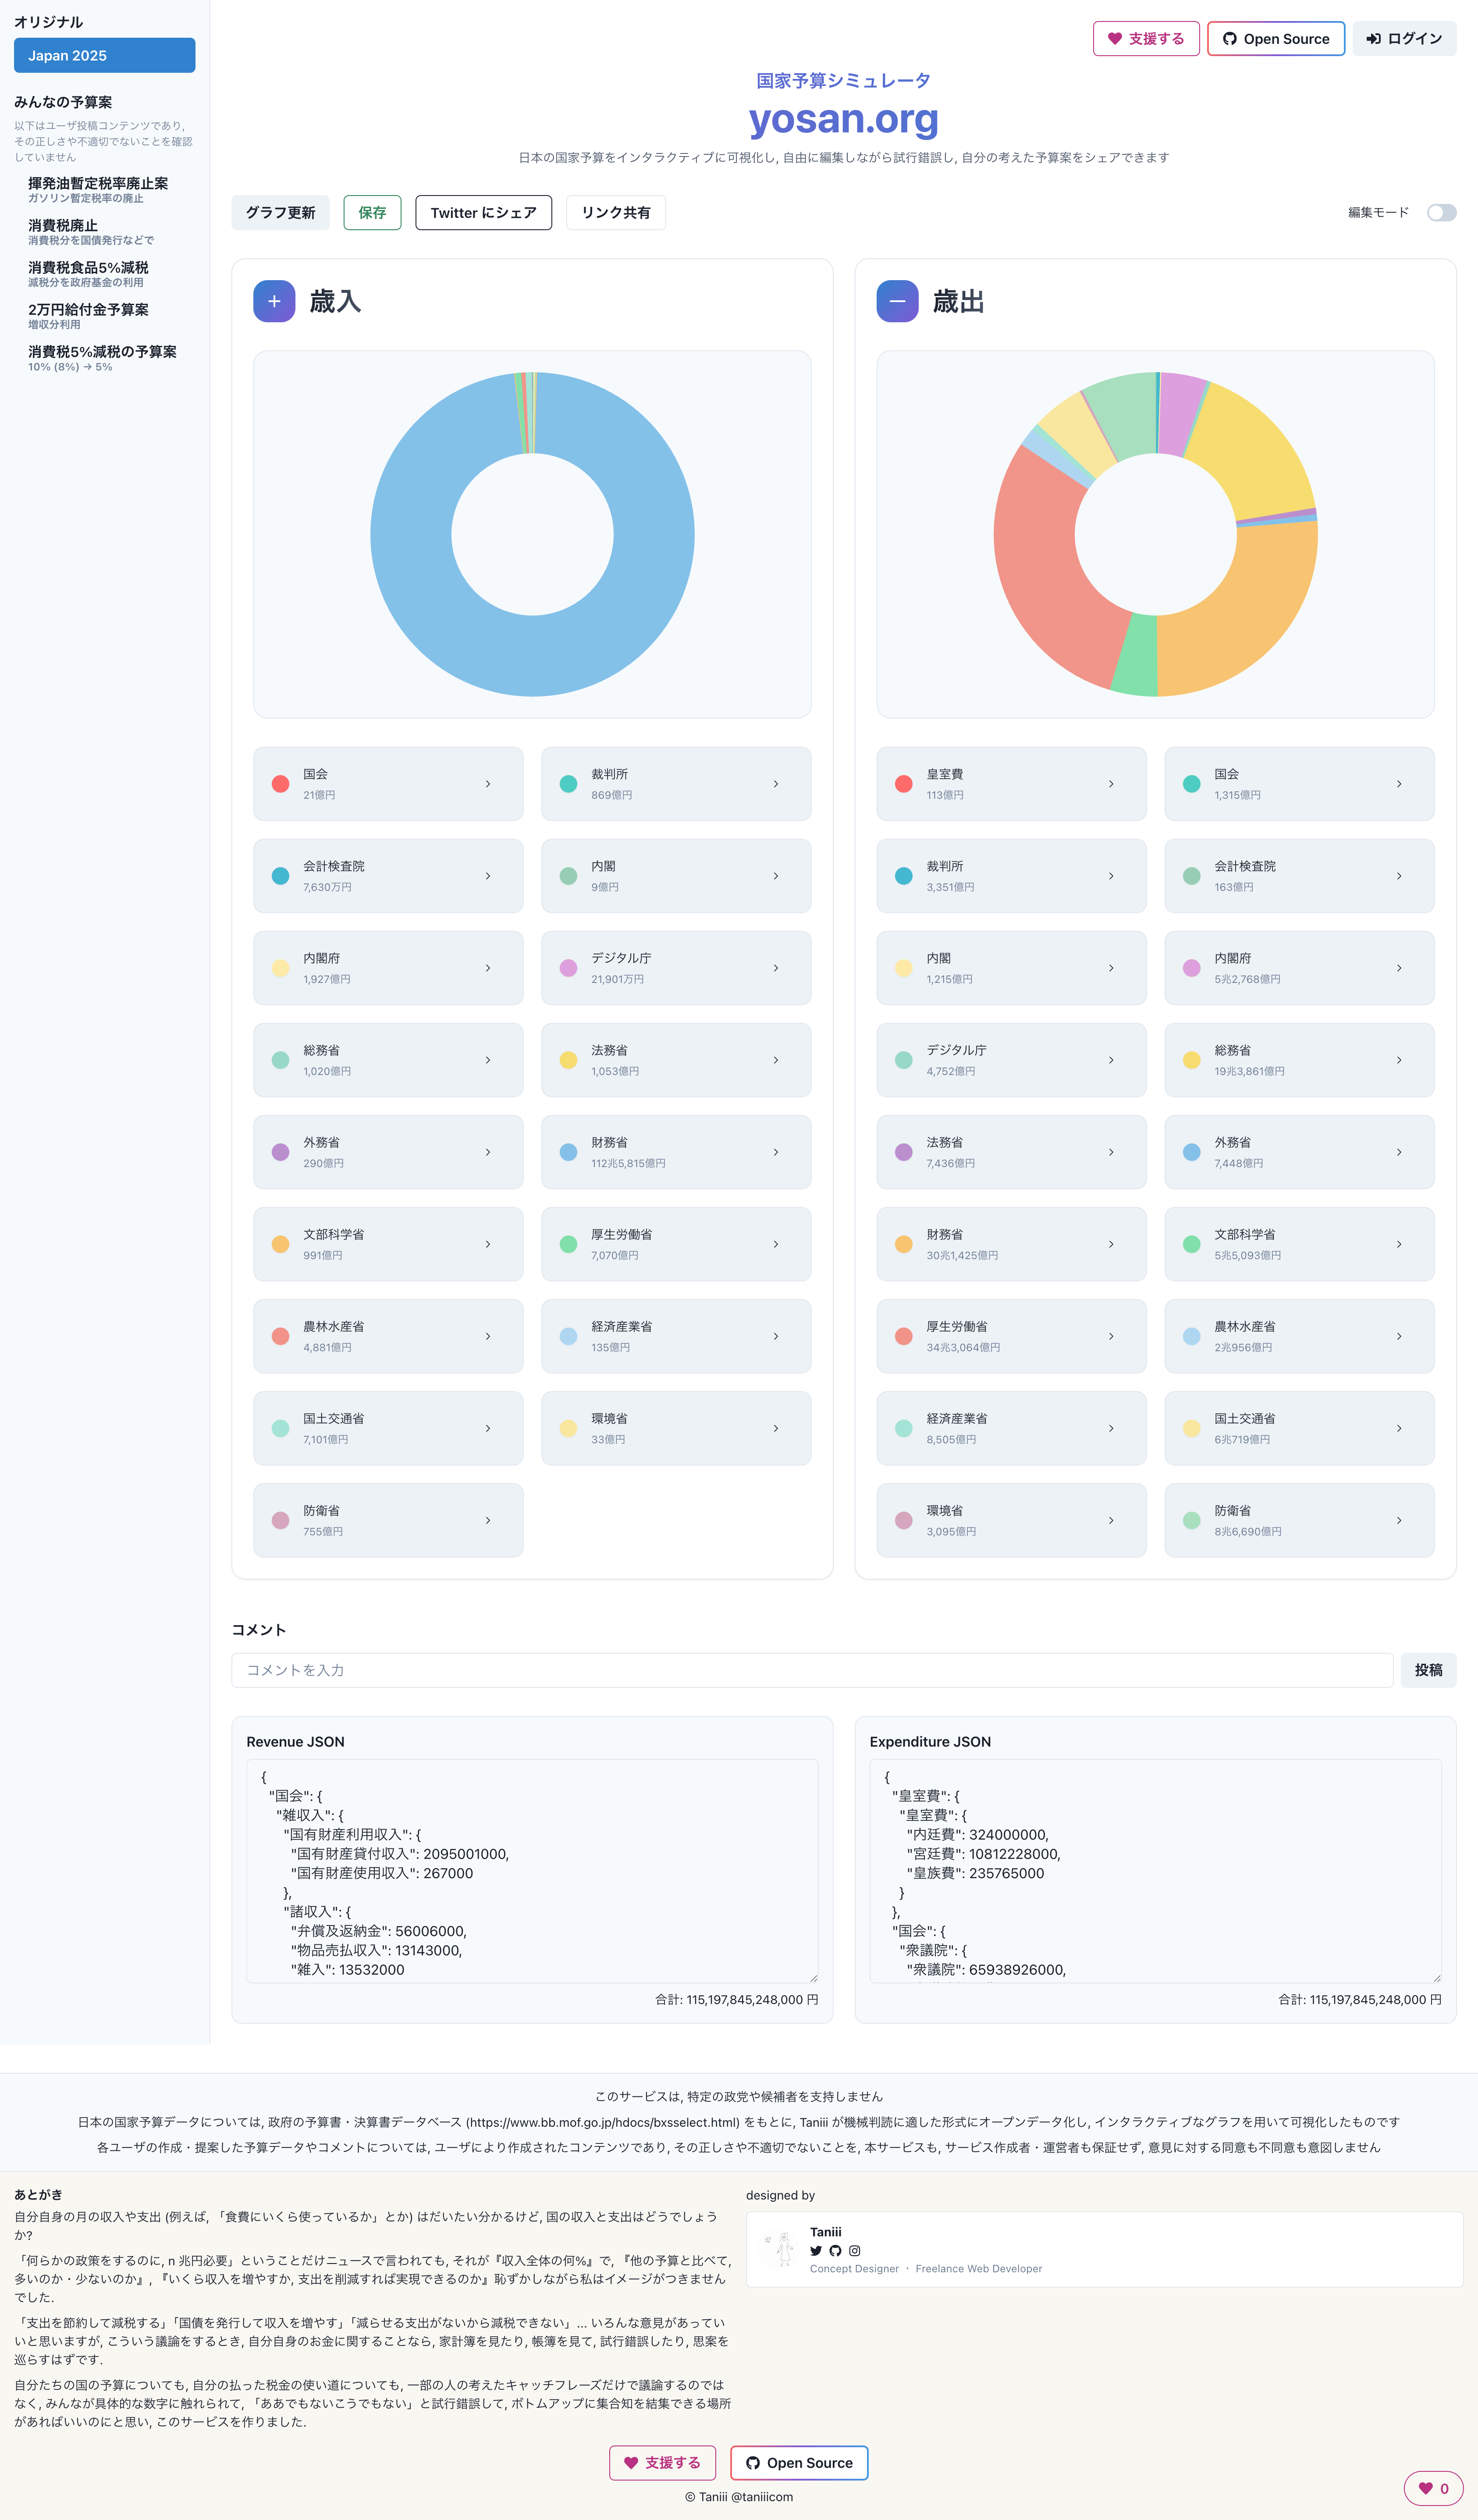 オリジナル
Japan 2025
みんなの予算案
以下はユーザ投稿コンテンツであり,
その正しさや不適切でないことを確認
していません
揮発油暫定税率廃止案
ガソリン暫定税率の廃止
消費税廃止
消費税分を国債発行などで
消費税食品5%減税
減税分を政府基金の利用
2万円給付金予算案
増収分利用
消費税5%減税の予算案
10% (8%) → 5%
支援する
Open Source
ログイン
国家予算シミュレータ
yosan.org
日本の国家予算をインタラクティブに可視化し, 自由に編集しながら試行錯誤し, 自分の考えた予算案をシェアできます
グラフ更新
保存
Twitter にシェア
リンク共有
編集モード
歳入
国会
21億円
裁判所
869億円
会計検査院
7,630万円
内閣
9億円
内閣府
1,927億円
デジタル庁
21,901万円
総務省
1,020億円
法務省
1,053億円
外務省
290億円
財務省
112兆5,815億円
文部科学省
991億円
厚生労働省
7,070億円
農林水産省
4,881億円
経済産業省
135億円
国土交通省
7,101億円
環境省
33億円
防衛省
755億円
歳出
皇室費
113億円
国会
1,315億円
裁判所
3,351億円
会計検査院
163億円
内閣
1,215億円
内閣府
5兆2,768億円
デジタル庁
4,752億円
総務省
19兆3,861億円
法務省
7,436億円
外務省
7,448億円
財務省
30兆1,425億円
文部科学省
5兆5,093億円
厚生労働省
34兆3,064億円
農林水産省
2兆956億円
経済産業省
8,505億円
国土交通省
6兆719億円
環境省
3,095億円
防衛省
8兆6,690億円
コメント
コメントを入力
投稿
Revenue JSON
{
"国会": {
"雑収入": {
"国有財産利用収入": {
"国有財産貸付収入": 2095001000,
"国有財産使用収入": 267000
},
"諸収入": {
"弁償及返納金": 56006000,
"物品売払収入": 13143000,
"雑入": 13532000
合計: 115,197,845,248,000 円
Expenditure JSON
{
"皇室費": {
"皇室費": {
"内廷費": 324000000,
"宮廷費": 10812228000,
"皇族費": 235765000
}
},
"国会": {
"衆議院": {
"衆議院": 65938926000,
合計: 115,197,845,248,000 円
このサービスは, 特定の政党や候補者を支持しません
日本の国家予算データについては, 政府の予算書・決算書データベース (https://www.bb.mof.go.jp/hdocs/bxsselect.html) をもとに, Taniii が機械判読に適した形式にオープンデータ化し, インタラクティブなグラフを用いて可視化したものです
各ユーザの作成・提案した予算データやコメントについては, ユーザにより作成されたコンテンツであり, その正しさや不適切でないことを, 本サービスも, サービス作成者・運営者も保証せず, 意見に対する同意も不同意も意図しません
あとがき
自分自身の月の収入や支出 (例えば, 「食費にいくら使っているか」とか) はだいたい分かるけど, 国の収入と支出はどうでしょう
か?
「何らかの政策をするのに, n 兆円必要」ということだけニュースで言われても, それが『収入全体の何%』で, 『他の予算と比べて,
多いのか・少ないのか』, 『いくら収入を増やすか, 支出を削減すれば実現できるのか』恥ずかしながら私はイメージがつきません
でした.
「支出を節約して減税する」「国債を発行して収入を増やす」「減らせる支出がないから減税できない」... いろんな意見があってい
いと思いますが, こういう議論をするとき, 自分自身のお金に関することなら, 家計簿を見たり, 帳簿を見て, 試行錯誤したり, 思案を
巡らすはずです.
自分たちの国の予算についても, 自分の払った税金の使い道についても, 一部の人の考えたキャッチフレーズだけで議論するのでは
なく, みんなが具体的な数字に触れられて, 「ああでもないこうでもない」と試行錯誤して, ボトムアップに集合知を結集できる場所
があればいいのにと思い, このサービスを作りました.
designed by
Taniii
Concept Designer ・ Freelance Web Developer
支援する
Open Source
© Taniii @taniiicom
0